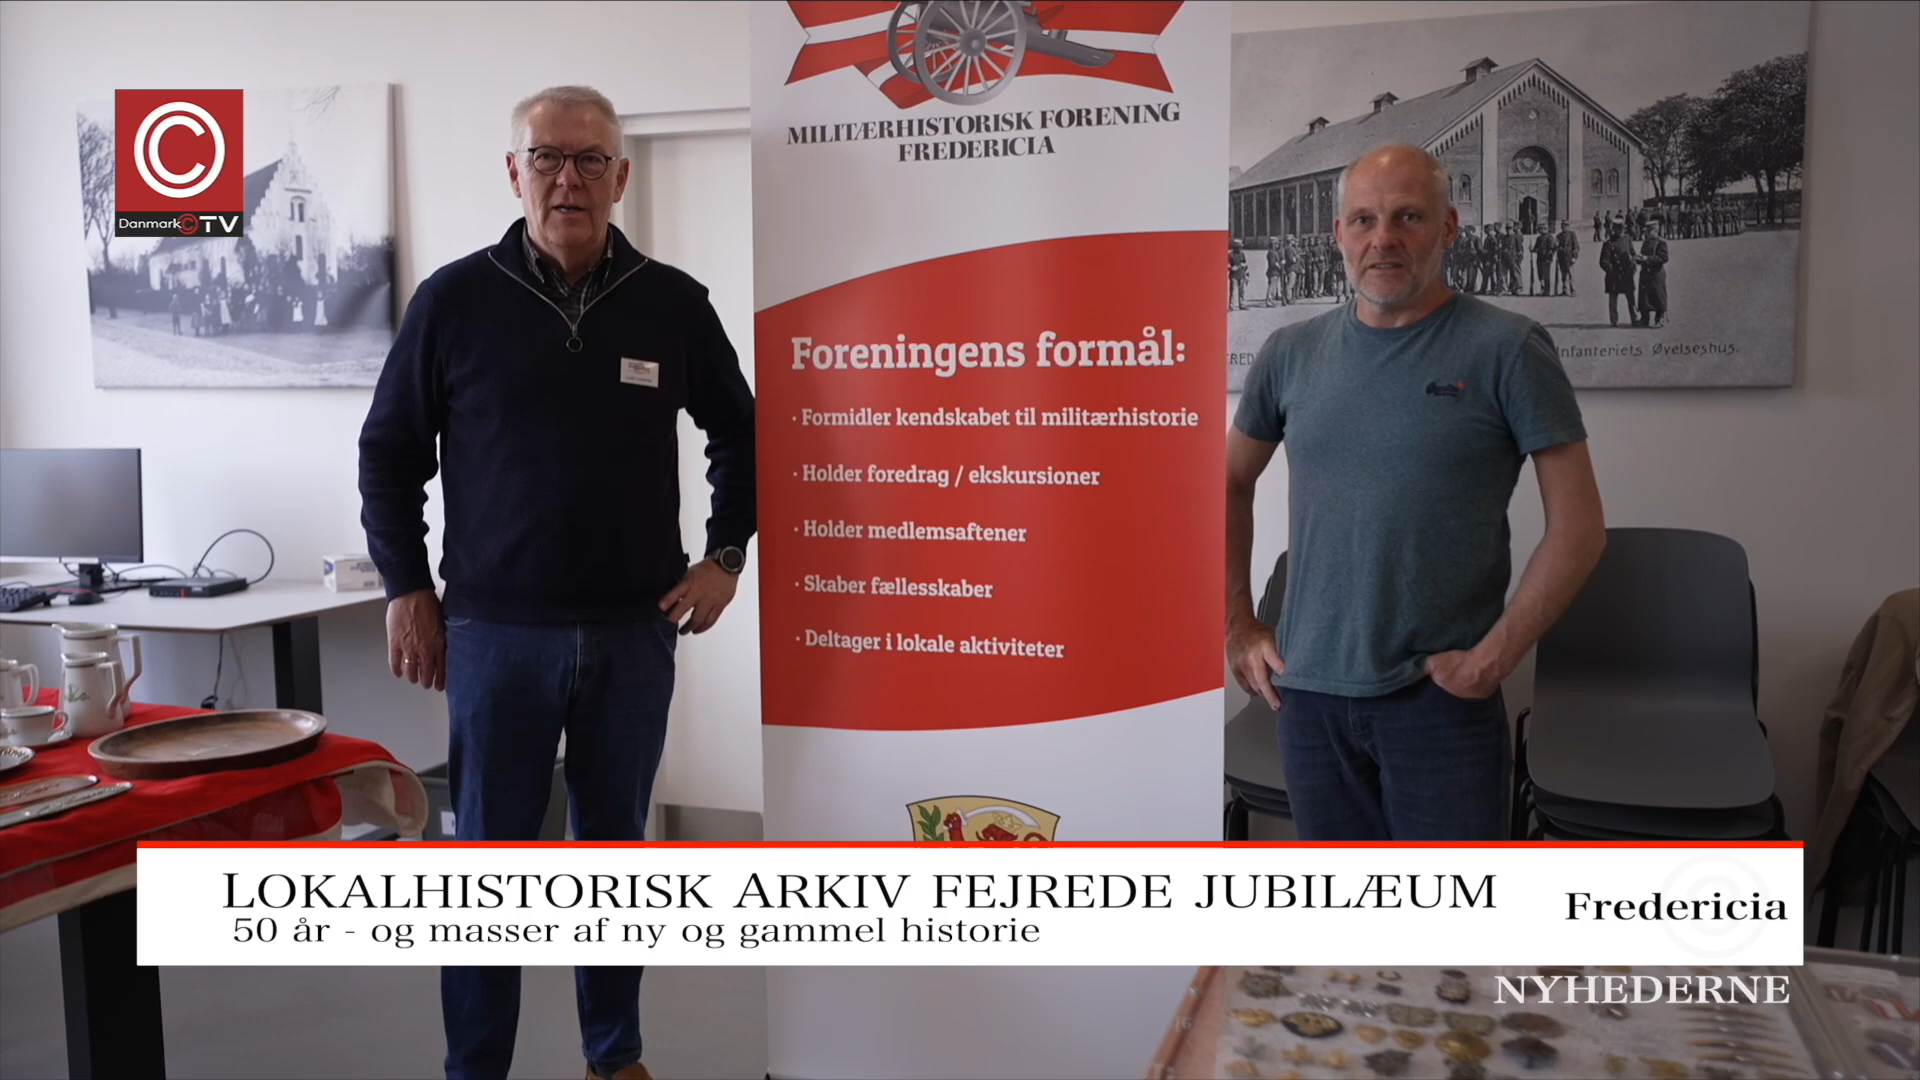 Danmark C TV
MILITÆRHISTORISK FORENING
FREDERICIA
Foreningens formål:
· Formidler kendskabet til militærhistorie
· Holder foredrag / ekskursioner
· Holder medlemsaftener
· Skaber fællesskaber
· Deltager i lokale aktiviteter
Infanteriets Øvelseshus.
LOKALHISTORISK ARKIV FEJREDE JUBILÆUM
50 år - og masser af ny og gammel historie
Fredericia
NYHEDERNE